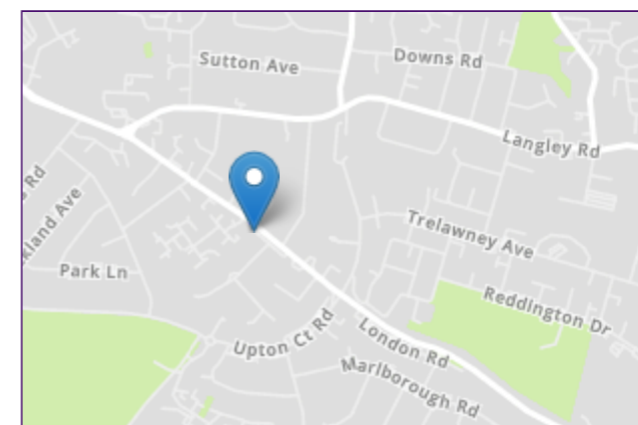 Sutton Ave
Downs Rd
Langley Rd
Rd
Trelawney Ave
Park Ln
Reddington Dr
Upton Ct Rd
London Rd
Marlborough Rd